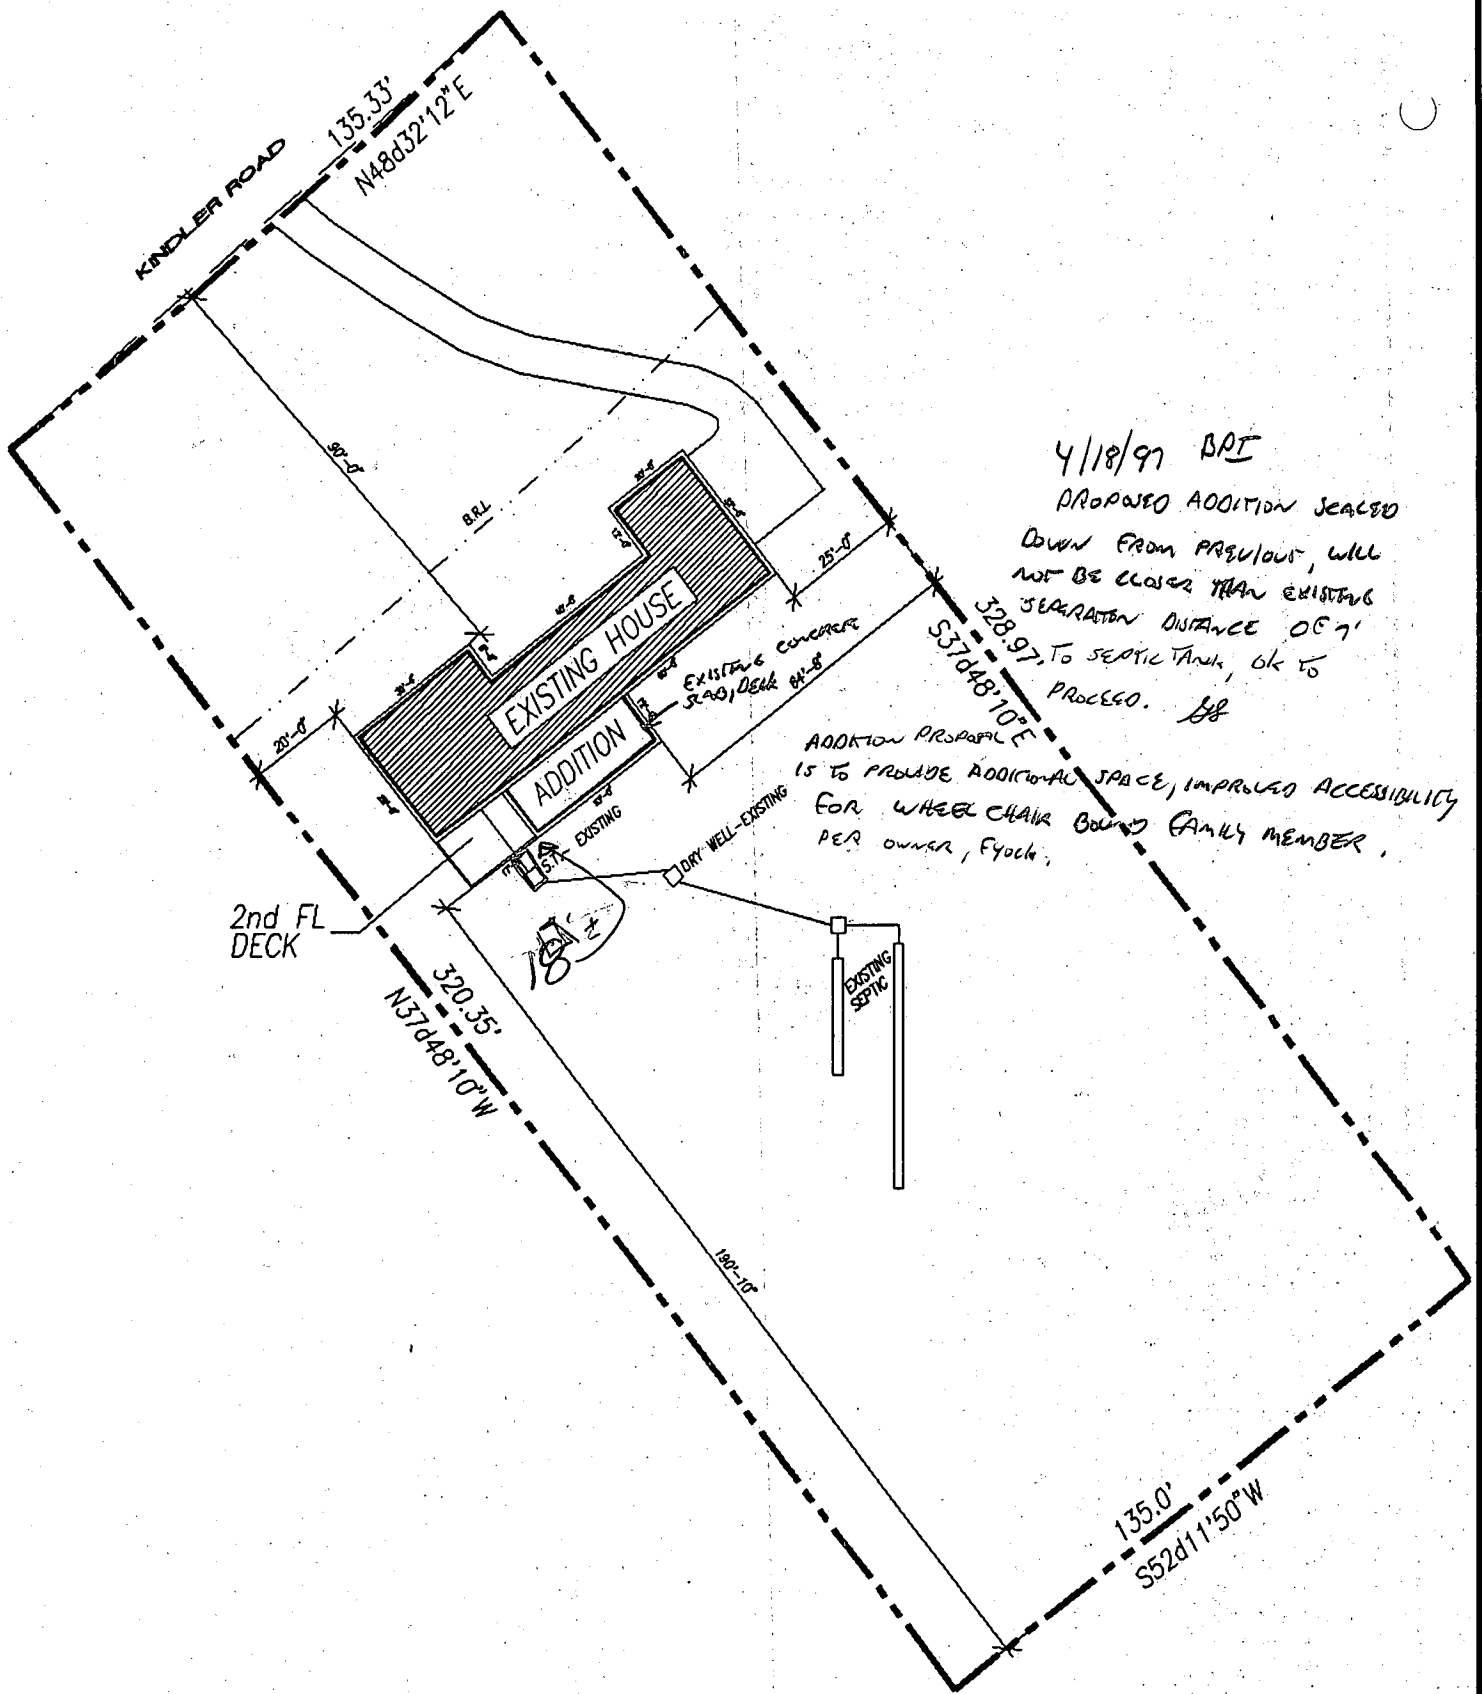 135.33'
N48d32'12"E
KINDLER ROAD
90'-0"
B.R.L.
4/18/97 BPI
PROPOSED ADDITION SCALED
DOWN FROM PREVIOUS, WILL
NOT BE CLOSER THAN EXISTING
SEPARATION DISTANCE OF 7'
TO SEPTIC TANK, OK TO
PROCEED.
25'-0"
328.97'
S37d48'10"E
EXISTING HOUSE
EXISTING CONCRETE
SLAB, DECK
64'-8"
20'-0"
ADDITION
ADDITION PROPOSAL
IS TO PROVIDE ADDITIONAL SPACE, IMPROVED ACCESSIBILITY
FOR WHEEL CHAIR BOUND FAMILY MEMBER.
PER OWNER, FYOCK.
S.T.- EXISTING
DRY WELL-EXISTING
2nd FL
DECK
18' ±
EXISTING
SEPTIC
320.35'
N37d48'10"W
190'-10"
135.0'
S52d11'50"W